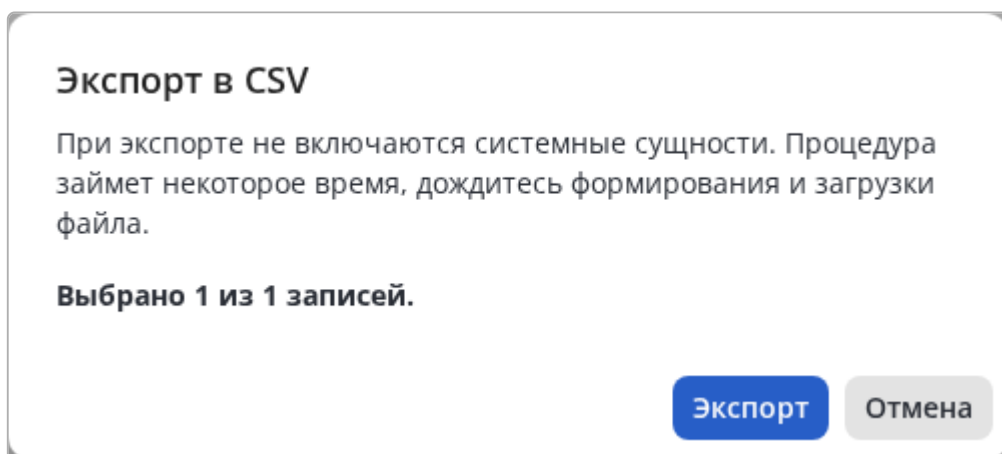 Экспорт в CSV
При экспорте не включаются системные сущности. Процедура
займет некоторое время, дождитесь формирования и загрузки
файла.
Выбрано 1 из 1 записей.
Экспорт
Отмена